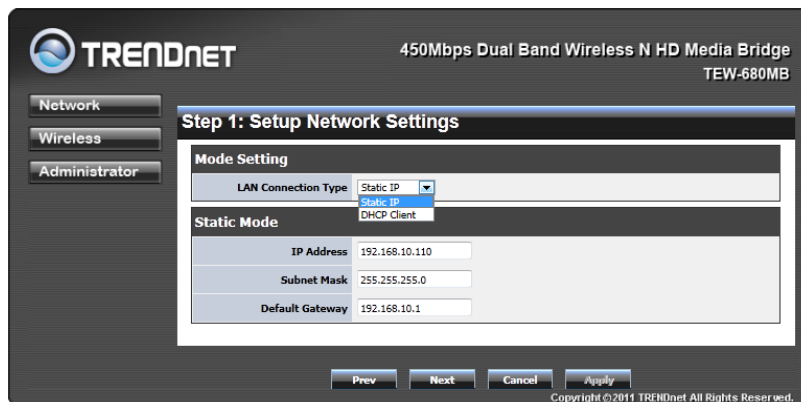 TRENDNET
450Mbps Dual Band Wireless N HD Media Bridge
TEW-680MB
Network
Wireless
Administrator
Step 1: Setup Network Settings
Mode Setting
LAN Connection Type Static IP
Static IP
DHCP Client
Static Mode
IP Address 192.168.10.110
Subnet Mask 255.255.255.0
Default Gateway 192.168.10.1
Prev Next Cancel Apply
Copyright©2011 TRENDnet All Rights Reserved.